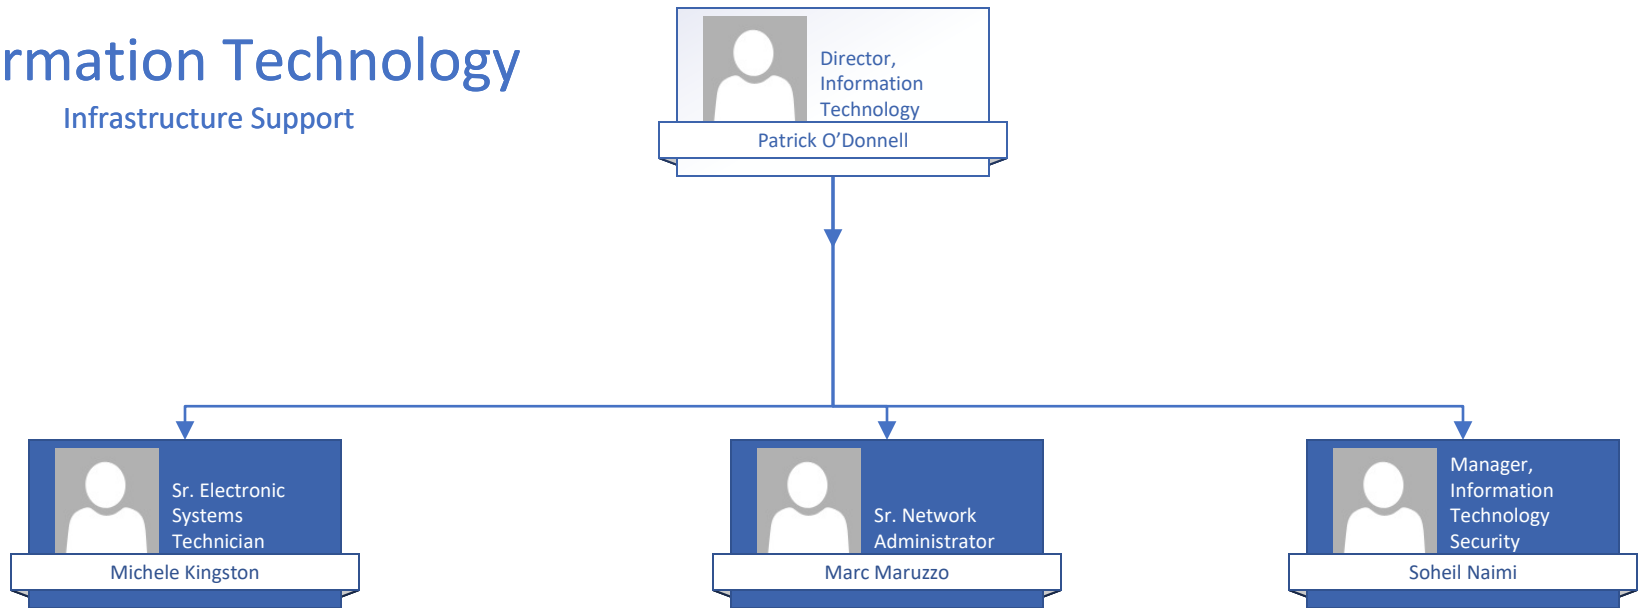 rmation Technology
Infrastructure Support
Director,
Information
Technology
Patrick O’Donnell
Sr. Electronic
Systems
Technician
Michele Kingston
Sr. Network
Administrator
Marc Maruzzo
Manager,
Information
Technology
Security
Soheil Naimi